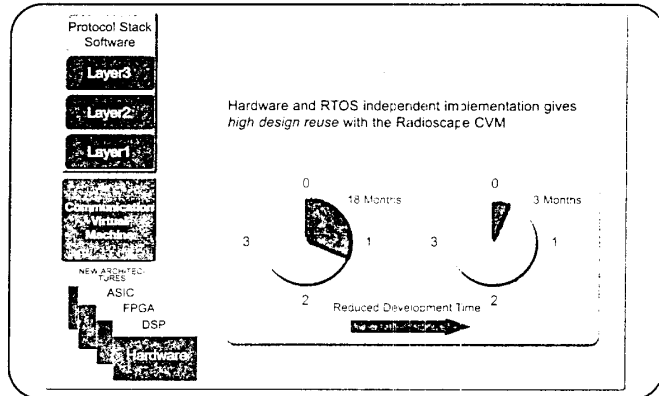 Protocol Stack
Software
Layer3
Layer2
Layer1
Communication
Virtual
Machine
NEW ARCHITEC-
TURES
ASIC
FPGA
DSP
Hardware
Hardware and RTOS independent implementation gives
high design reuse with the Radioscape CVM
0
18 Months
1
2
3
0
3 Months
1
2
3
Reduced Development Time